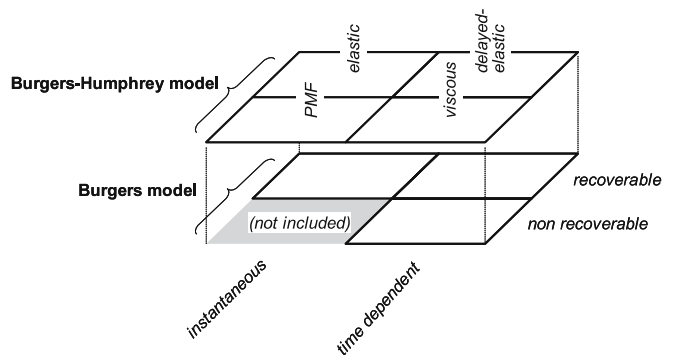 elastic
delayed-
elastic
Burgers-Humphrey model
PMF
viscous
Burgers model
recoverable
(not included)
non recoverable
instantaneous
time dependent